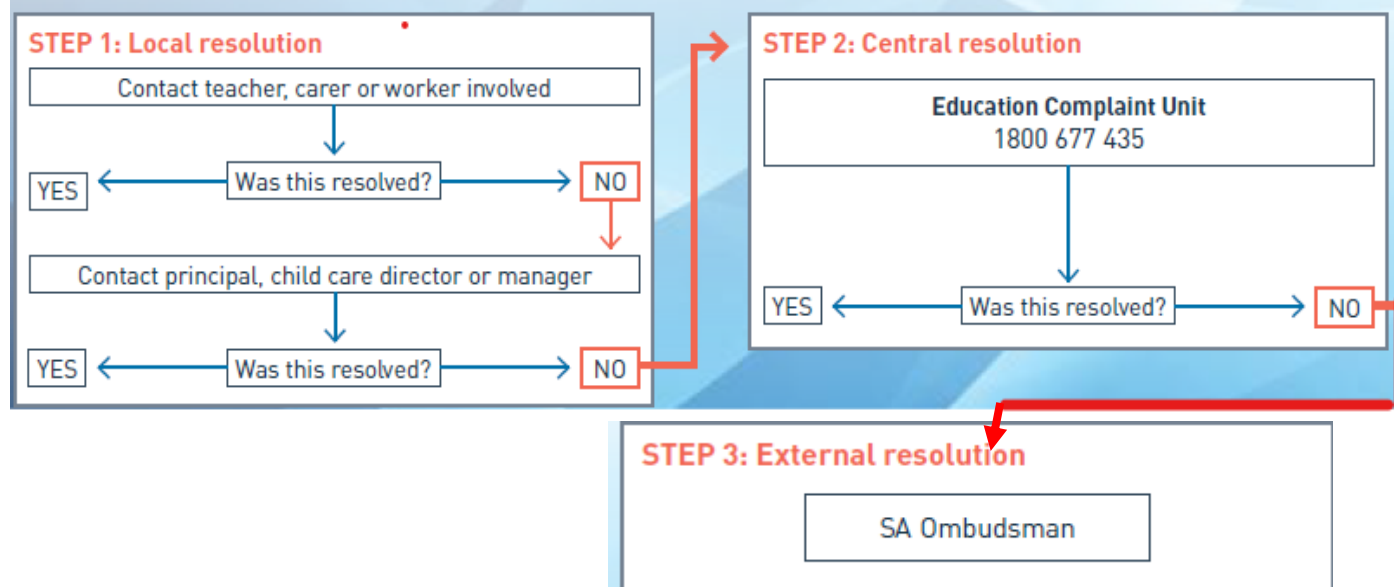 STEP 1: Local resolution
Contact teacher, carer or worker involved
YES
Was this resolved?
NO
Contact principal, child care director or manager
YES
Was this resolved?
NO
STEP 2: Central resolution
Education Complaint Unit
1800 677 435
YES
Was this resolved?
NO
STEP 3: External resolution
SA Ombudsman